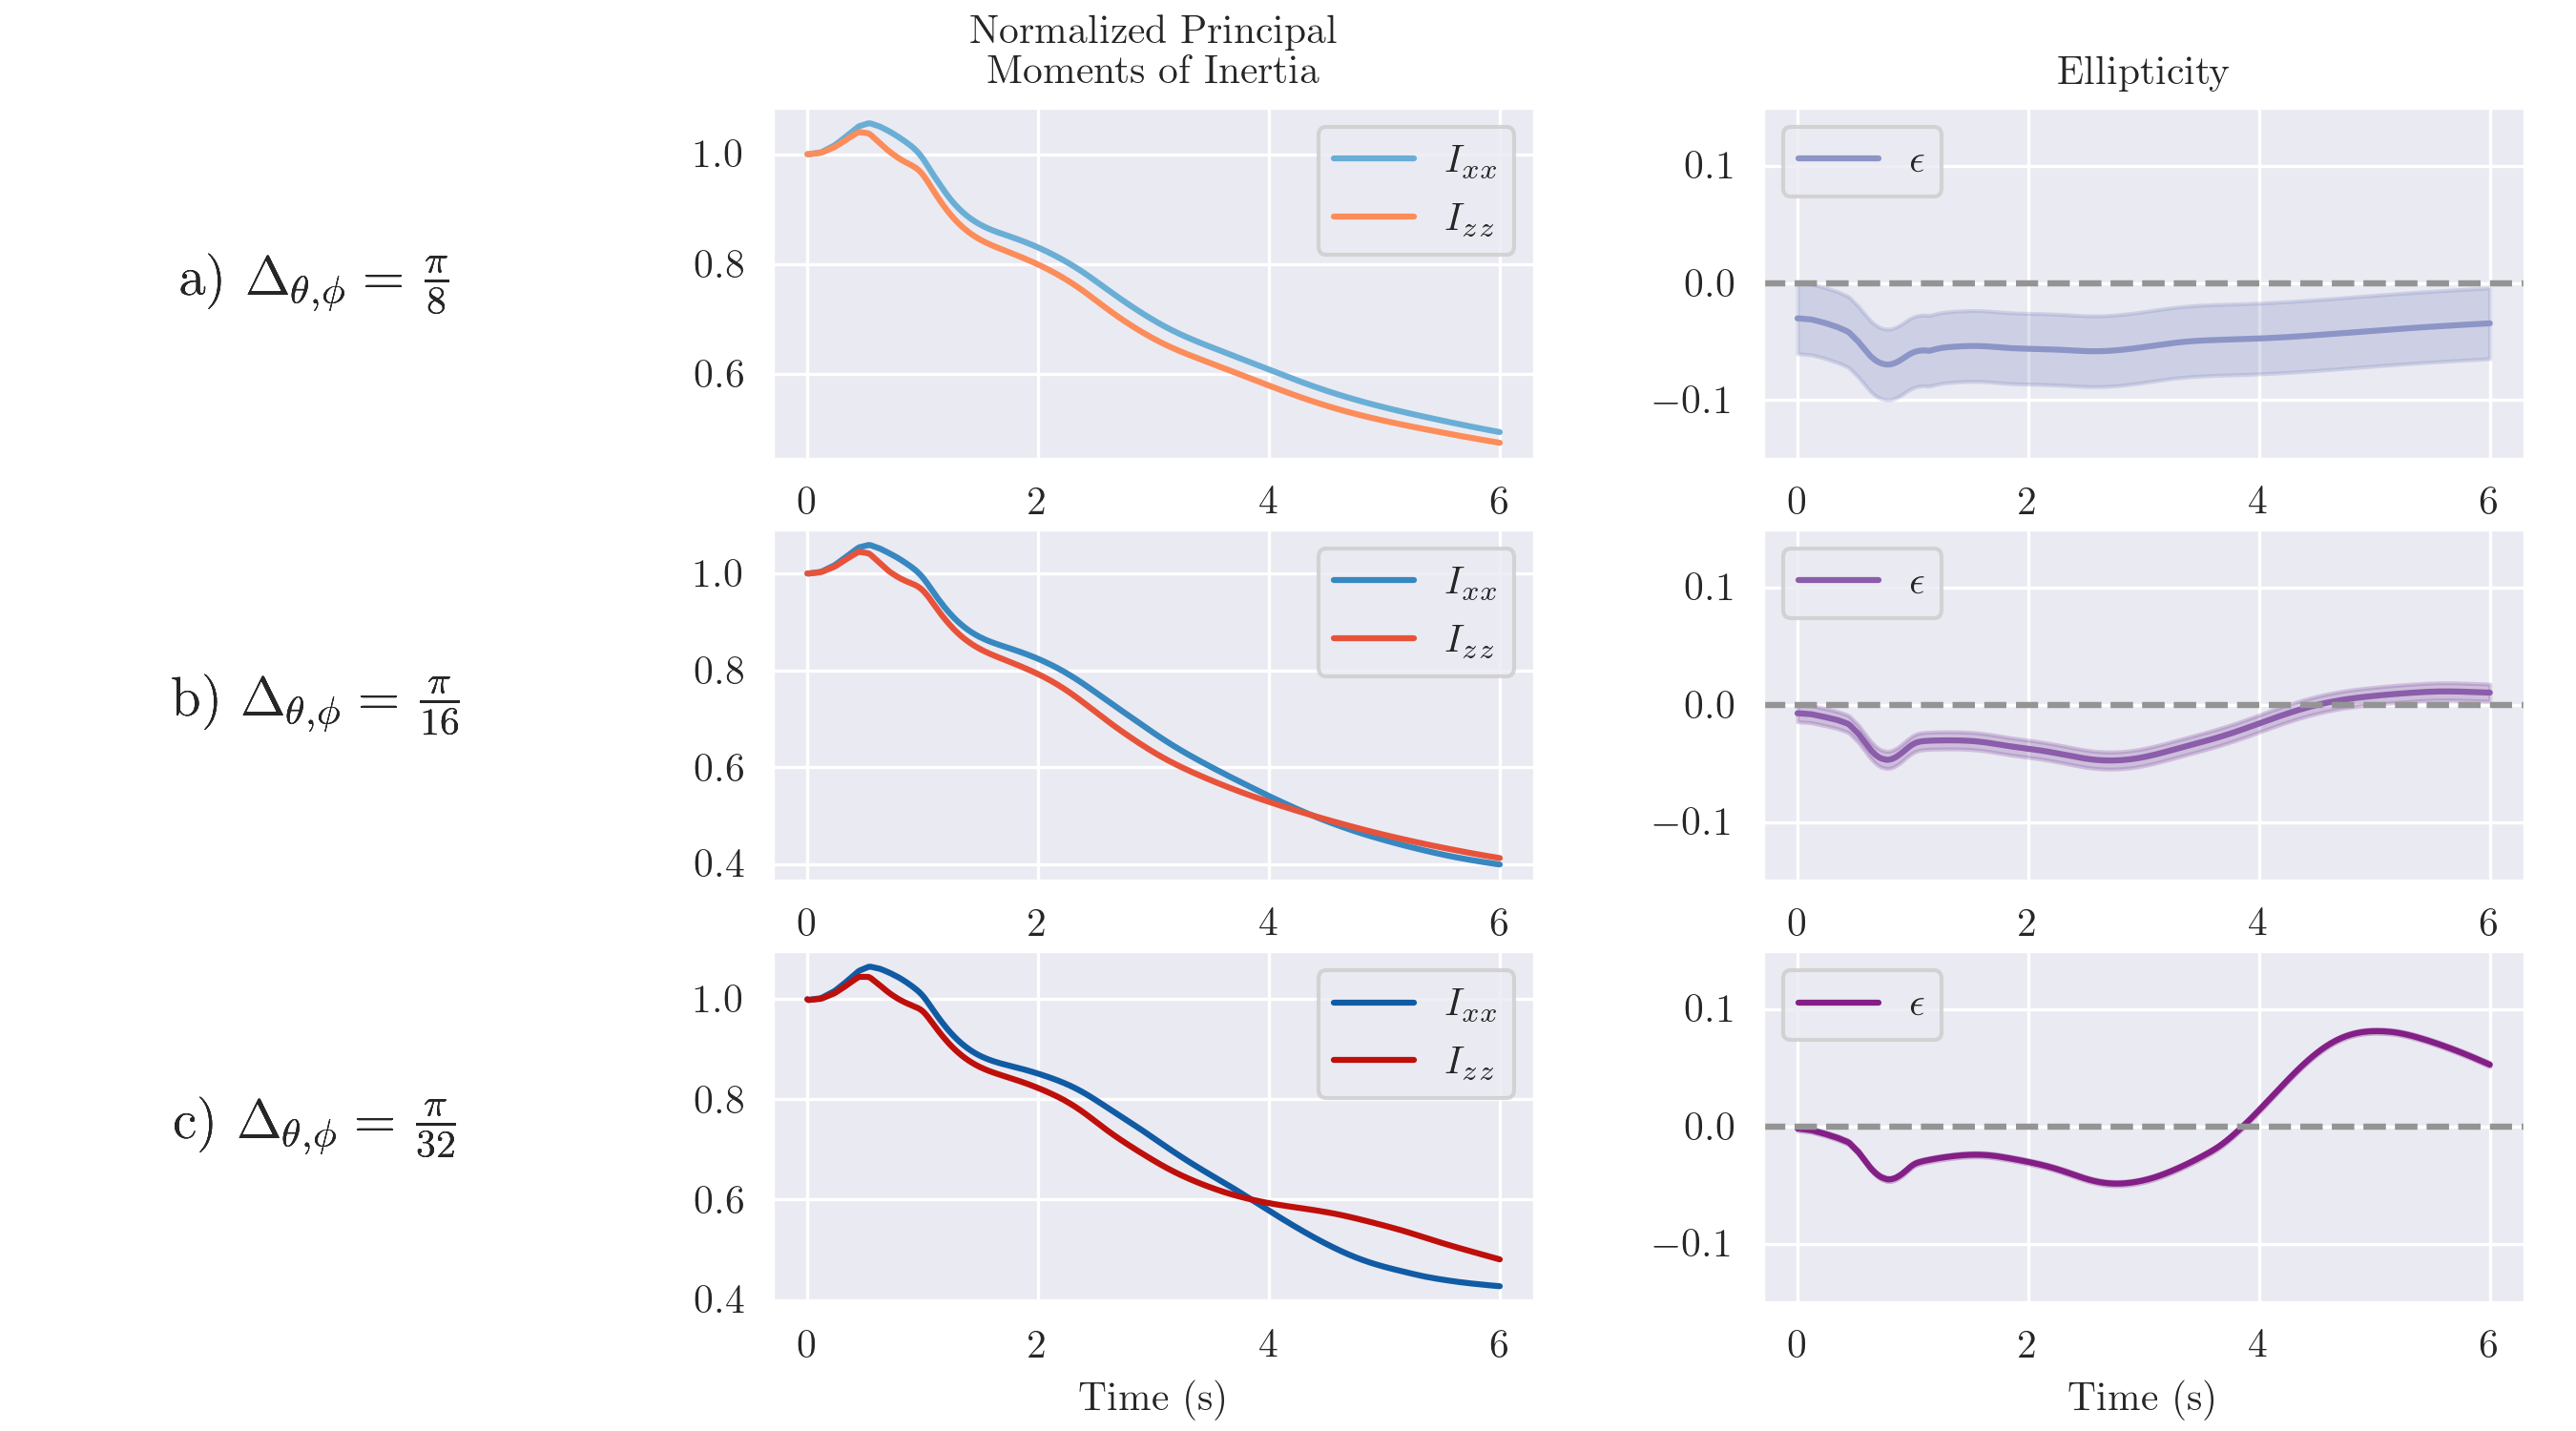 Normalized Principal
Moments of Inertia
Ellipticity
a) Δθ,ϕ = π/8
1.0
0.8
0.6
0 2 4 6
Ixx
Izz
0.1
0.0
−0.1
0 2 4 6
ϵ
b) Δθ,ϕ = π/16
1.0
0.8
0.6
0.4
0 2 4 6
Ixx
Izz
0.1
0.0
−0.1
0 2 4 6
ϵ
c) Δθ,ϕ = π/32
1.0
0.8
0.6
0.4
0 2 4 6
Ixx
Izz
Time (s)
0.1
0.0
−0.1
0 2 4 6
ϵ
Time (s)